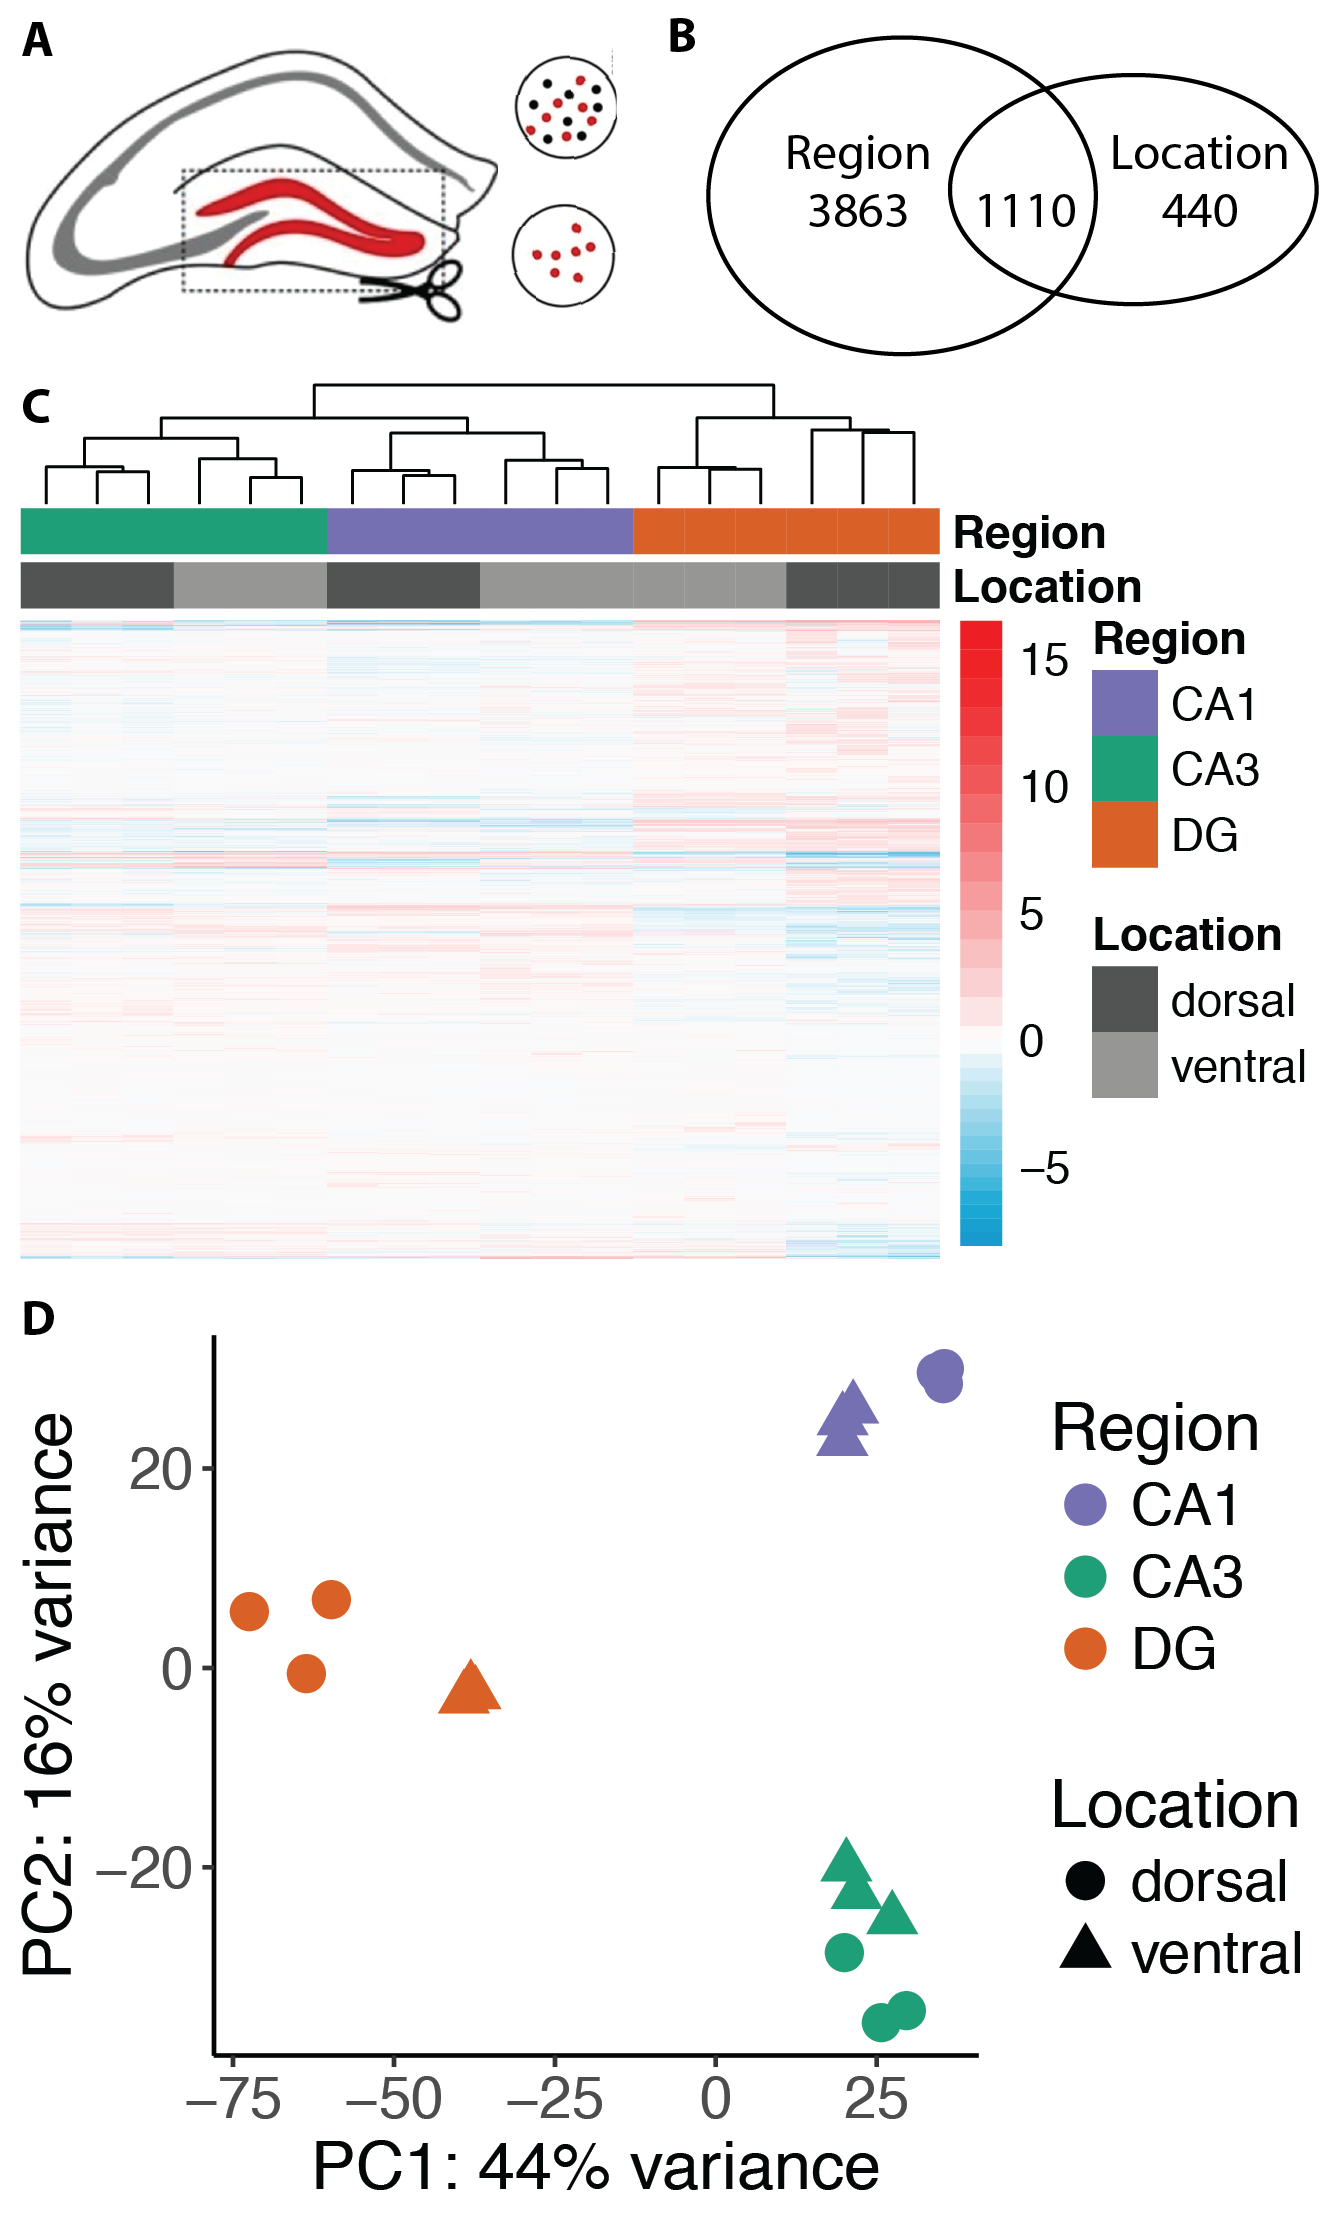 A
B
Region
3863
1110
Location
440
C
Region
Location
15
10
5
0
−5
Region
CA1
CA3
DG
Location
dorsal
ventral
D
PC2: 16% variance
20
0
−20
−75
−50
−25
0
25
PC1: 44% variance
Region
CA1
CA3
DG
Location
dorsal
ventral